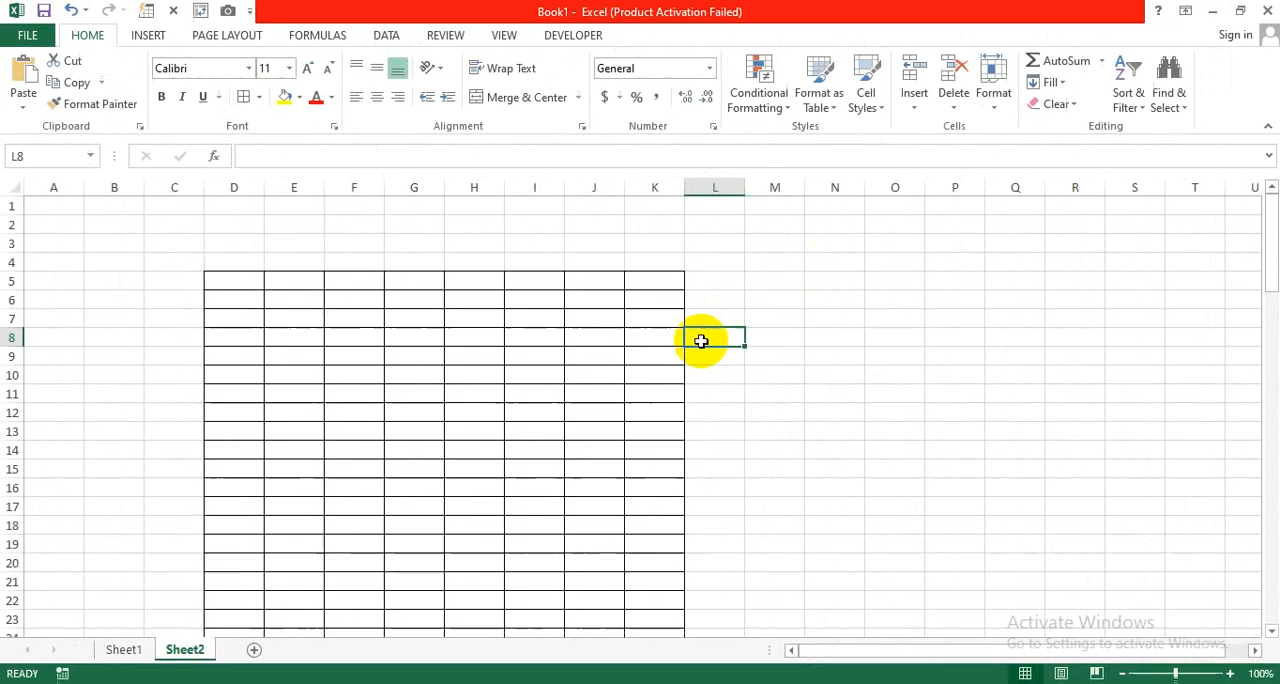 Book1 - Excel (Product Activation Failed)
?
FILE HOME INSERT PAGE LAYOUT FORMULAS DATA REVIEW VIEW DEVELOPER Sign in
Paste
Cut
Copy
Format Painter
Clipboard
Calibri 11
B I U A
Font
Wrap Text
Merge & Center
Alignment
General
$ % ,
Number
Conditional Formatting
Format as Table
Cell Styles
Styles
Insert
Delete
Format
Cells
AutoSum
Fill
Clear
Sort & Filter
Find & Select
Editing
L8
fx
A B C D E F G H I J K L M N O P Q R S T U
1
2
3
4
5
6
7
8
9
10
11
12
13
14
15
16
17
18
19
20
21
22
23
24
Activate Windows
Go to Settings to activate Windows.
Sheet1 Sheet2
READY
100%